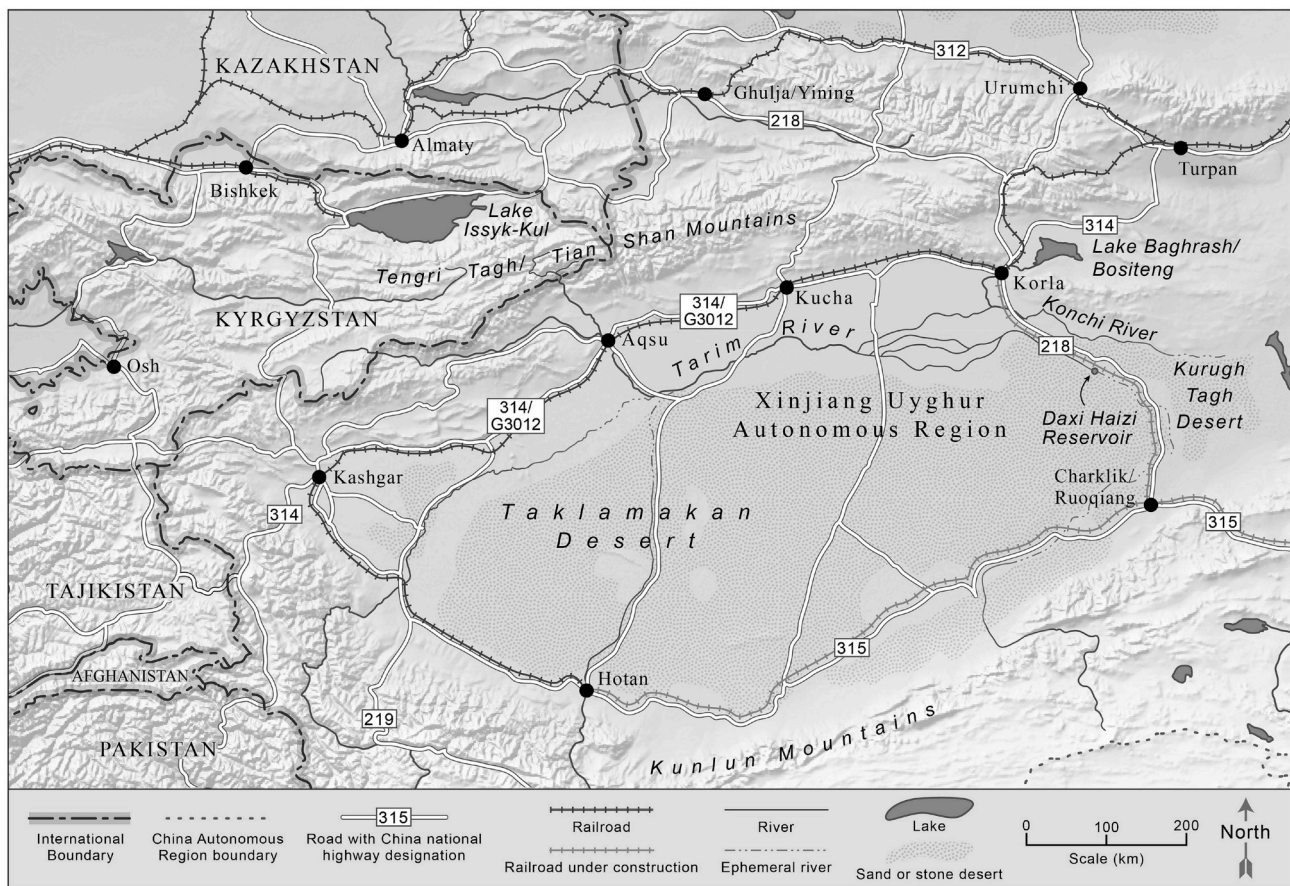 312
KAZAKHSTAN
Urumchi
Ghulja/Yining
218
Almaty
Turpan
Bishkek
Lake
Issyk-Kul
314
Tengri Tagh/Tian Shan Mountains
Lake Baghrash/
Bositeng
Korla
Kucha
314/
G3012
Konchi River
KYRGYZSTAN
Aqsu
Tarim River
218
Osh
Kurugh
Tagh
Desert
314/
G3012
Xinjiang Uyghur
Autonomous Region
Daxi Haizi
Reservoir
Kashgar
Charklik/
Ruoqiang
314
Taklamakan
Desert
315
TAJIKISTAN
315
AFGHANISTAN
Hotan
219
PAKISTAN
Kunlun Mountains
International
Boundary
China Autonomous
Region boundary
315
Road with China national
highway designation
Railroad
Railroad under construction
River
Ephemeral river
Lake
Sand or stone desert
0 100 200
Scale (km)
North